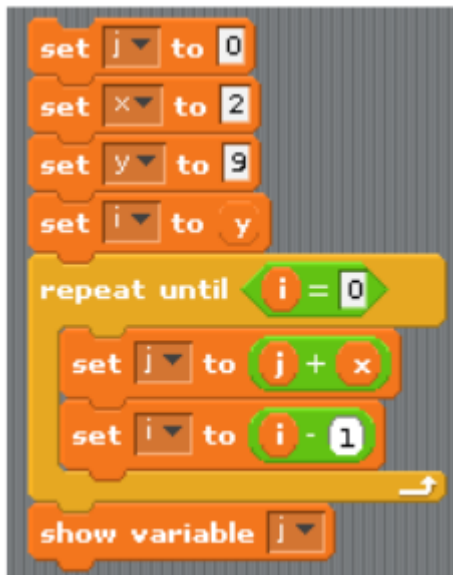 set j to 0
set x to 2
set y to 9
set i to y
repeat until i = 0
set j to j + x
set i to i - 1
show variable j